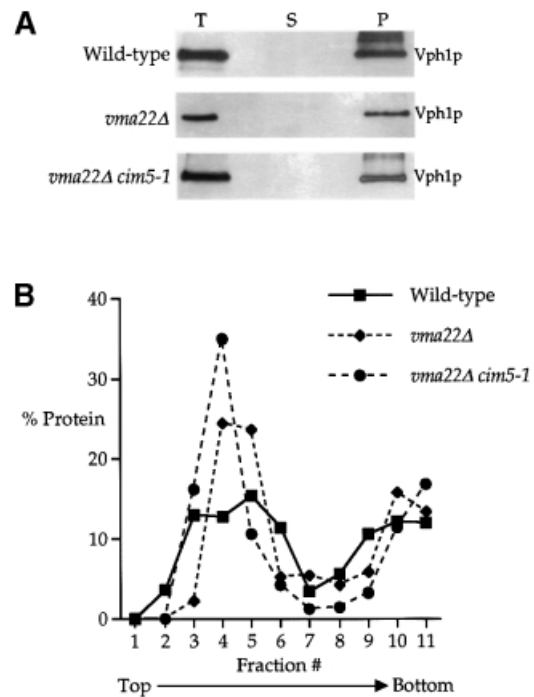 A
T S P
Wild-type Vph1p
vma22Δ Vph1p
vma22Δ cim5-1 Vph1p
B
40
30
% Protein
20
10
0
Wild-type
vma22Δ
vma22Δ cim5-1
1 2 3 4 5 6 7 8 9 10 11
Fraction #
Top Bottom